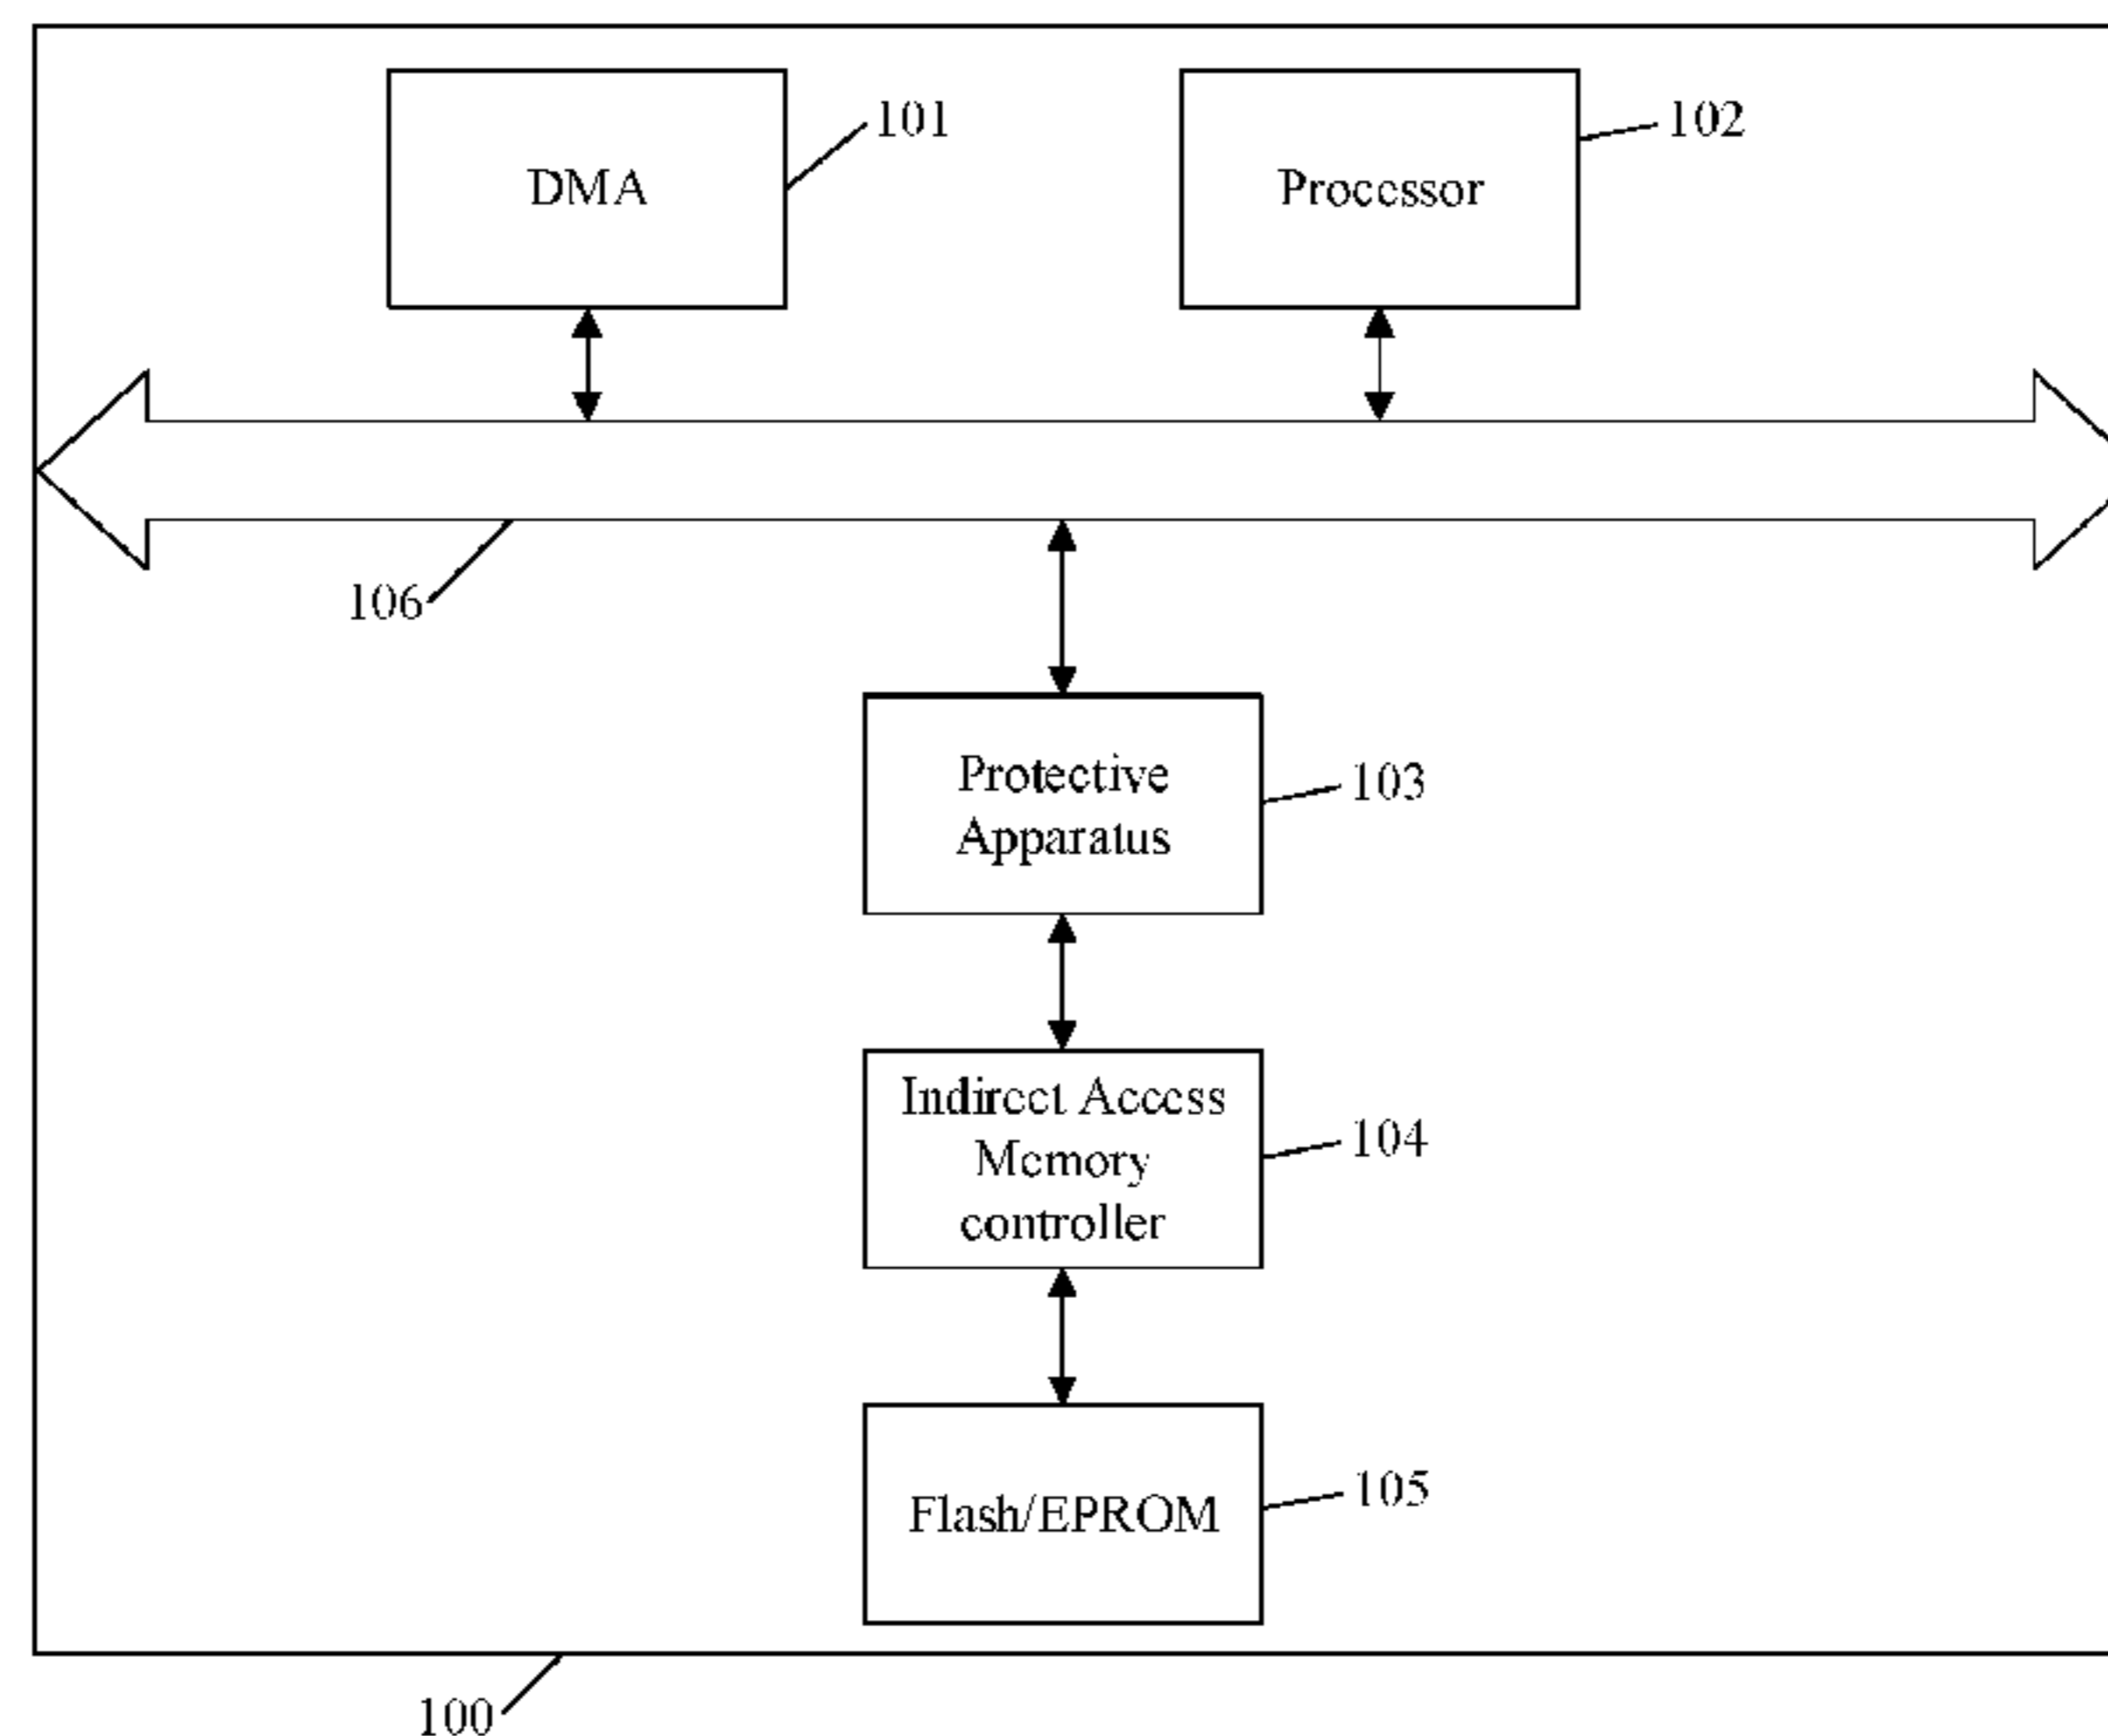 101
102
DMA
Processor
106
Protective
Apparatus
103
Indirect Access
Memory
controller
104
Flash/EPROM
105
100